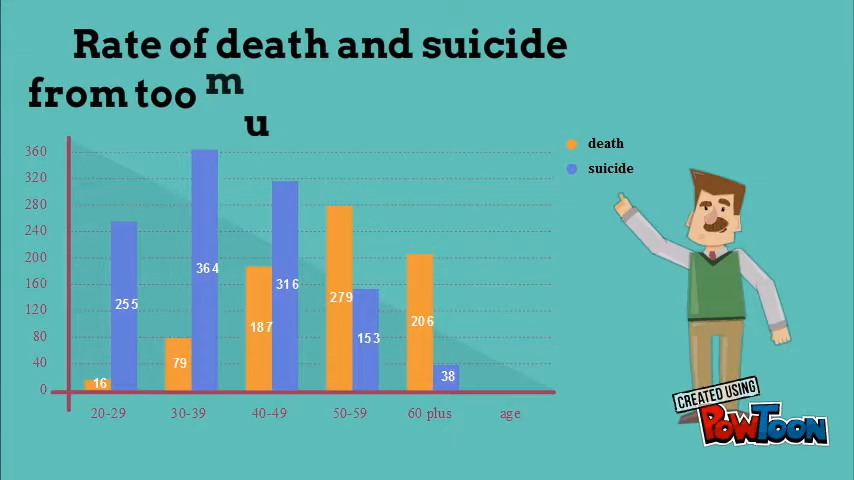 Rate of death and suicide
from too m
u
death
suicide
360
320
280
240
200
160
120
80
40
0
16
255
79
364
187
316
279
153
206
38
20-29 30-39 40-49 50-59 60 plus age
CREATED USING
POWTOON